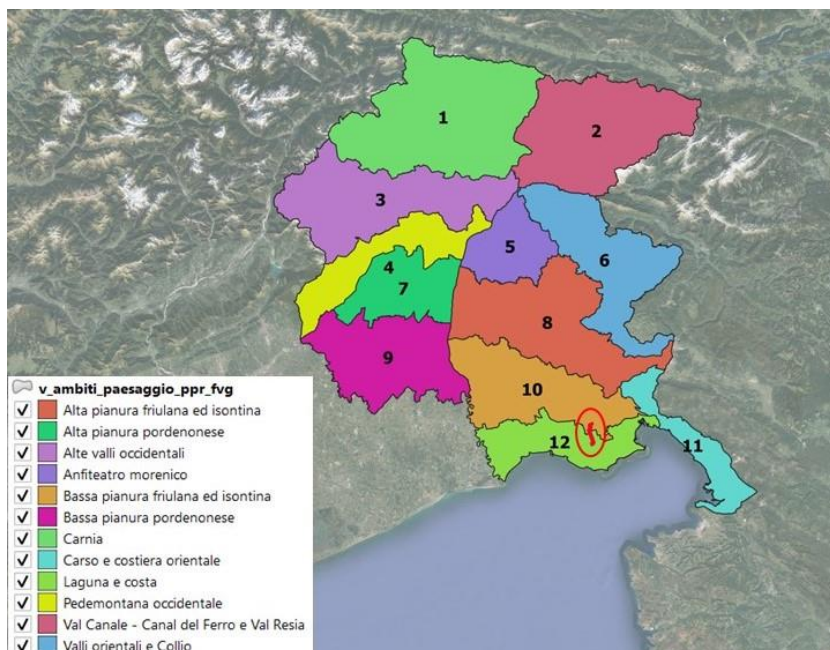 1
2
3
5
6
4
7
8
9
10
12
11
v_ambiti_paesaggio_ppr_fvg
Alta pianura friulana ed isontina
Alta pianura pordenonese
Alte valli occidentali
Anfiteatro morenico
Bassa pianura friulana ed isontina
Bassa pianura pordenonese
Carnia
Carso e costiera orientale
Laguna e costa
Pedemontana occidentale
Val Canale - Canal del Ferro e Val Resia
Valli orientali e Collio